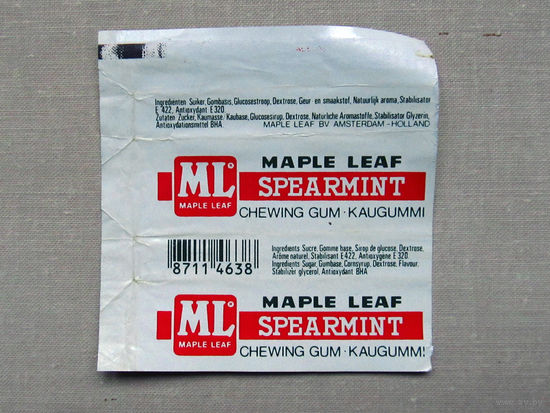 Ingrediënten Suiker, Gombasis, Glucosestroop, Dextrose, Geur- en smaakstof, Natuurlijk aroma, Stabilisator
E 422, Antioxydant E 320.
Zutaten Zucker, Kaumasse: Kaubase, Glucosesirup, Dextrose, Natürliche Aromastoffe, Stabilisator Glyzerin,
Antioxydationsmittel BHA
MAPLE LEAF BV AMSTERDAM-HOLLAND
ML
MAPLE LEAF
MAPLE LEAF
SPEARMINT
CHEWING GUM·KAUGUMMI
8711 4638
Ingredients Sucre, Gomme base, Sirop de glucose, Dextrose,
Arôme naturel, Stabilisant E 422, Antioxygène E 320.
Ingredients Sugar, Gumbase, Cornsyrup, Dextrose, Flavour,
Stabilizer glycerol, Antioxydant BHA
ML
MAPLE LEAF
MAPLE LEAF
SPEARMINT
CHEWING GUM·KAUGUMMI